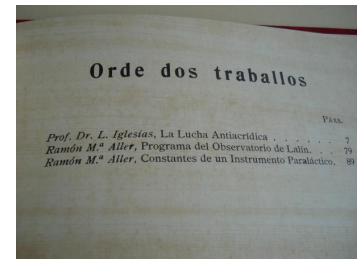 Orde dos traballos
PÁXS.
Prof. Dr. L. Iglesias, La Lucha Antiacrídica . . . . . . 7
Ramón M.ª Aller, Programa del Observatorio de Lalín. . . 79
Ramón M.ª Aller, Constantes de un Instrumento Paraláctico. 89